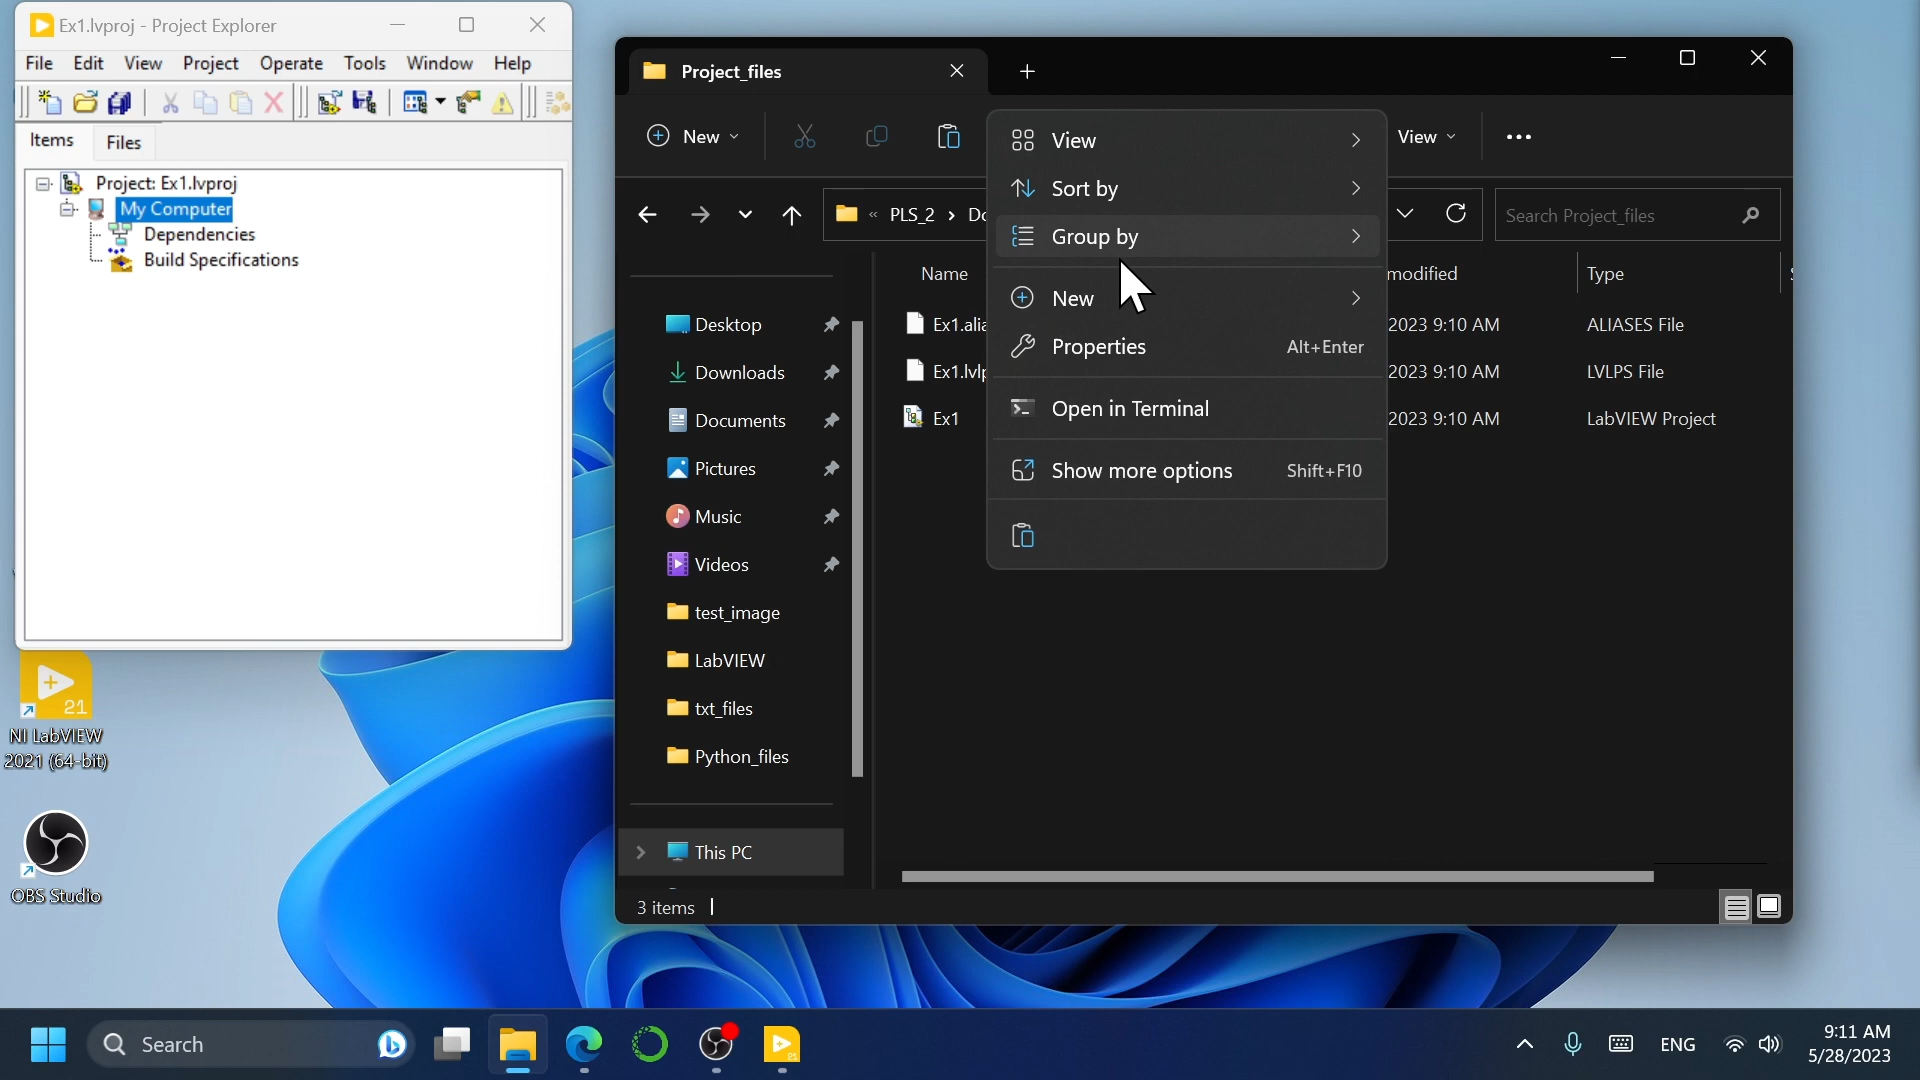 Ex1.lvproj - Project Explorer
File Edit View Project Operate Tools Window Help
Items Files
Project: Ex1.lvproj
My Computer
Dependencies
Build Specifications
21
NI LabVIEW
2021 (64-bit)
OBS Studio
Project_files
New
View
PLS_2
Search Project_files
Desktop
Downloads
Documents
Pictures
Music
Videos
test_image
LabVIEW
txt_files
Python_files
This PC
Name modified Type
2023 9:10 AM ALIASES File
2023 9:10 AM LVLPS File
Ex1 2023 9:10 AM LabVIEW Project
View
Sort by
Group by
New
Properties Alt+Enter
Open in Terminal
Show more options Shift+F10
3 items
Search
21
ENG
9:11 AM
5/28/2023